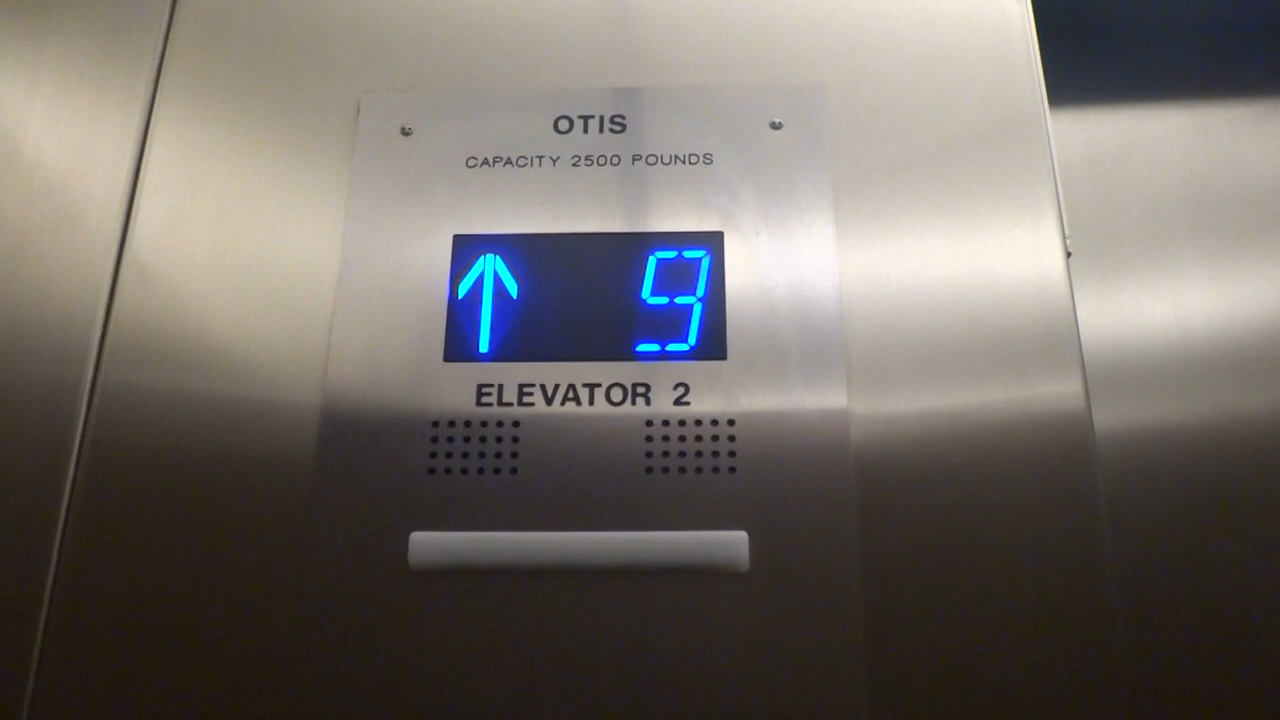 OTIS
CAPACITY 2500 POUNDS
↑ 9
ELEVATOR 2